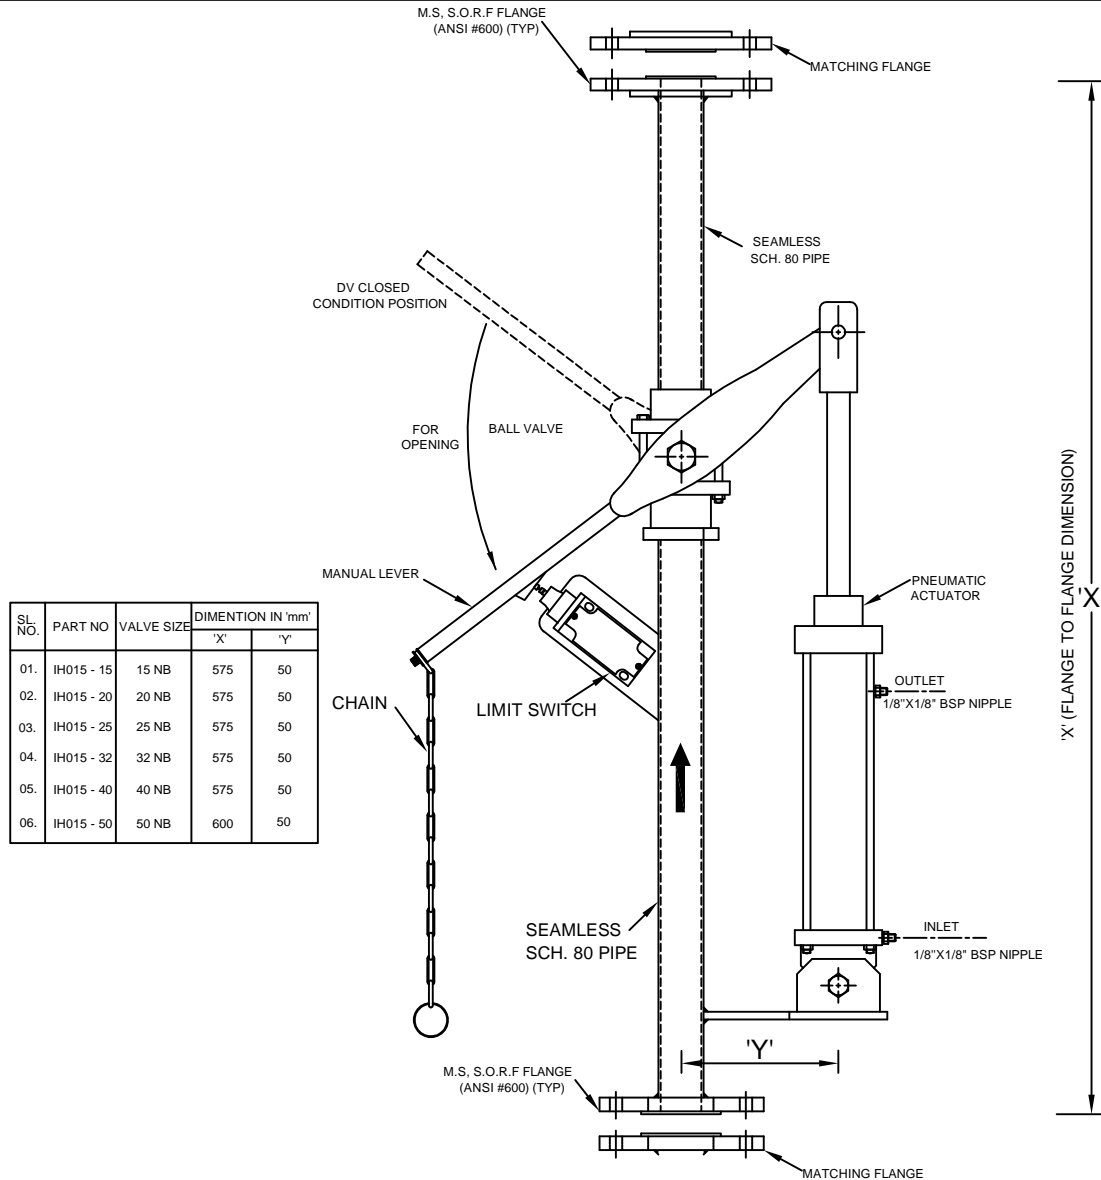 M.S, S.O.R.F FLANGE
(ANSI #600) (TYP)
MATCHING FLANGE
SEAMLESS
SCH. 80 PIPE
DV CLOSED
CONDITION POSITION
FOR
OPENING
BALL VALVE
'X' (FLANGE TO FLANGE DIMENSION)
'X
MANUAL LEVER
PNEUMATIC
ACTUATOR
SL. NO. PART NO VALVE SIZE DIMENTION IN 'mm'
'X' 'Y'
01. IH015 - 15 15 NB 575 50
02. IH015 - 20 20 NB 575 50
03. IH015 - 25 25 NB 575 50
04. IH015 - 32 32 NB 575 50
05. IH015 - 40 40 NB 575 50
06. IH015 - 50 50 NB 600 50
CHAIN
LIMIT SWITCH
OUTLET
1/8"X1/8" BSP NIPPLE
SEAMLESS
SCH. 80 PIPE
INLET
1/8"X1/8" BSP NIPPLE
'Y'
M.S, S.O.R.F FLANGE
(ANSI #600) (TYP)
MATCHING FLANGE